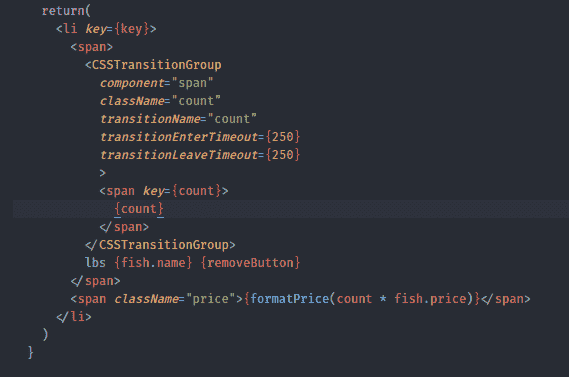 return(
<li key={key}>
<span>
<CSSTransitionGroup
component="span"
className="count"
transitionName="count"
transitionEnterTimeout={250}
transitionLeaveTimeout={250}
>
<span key={count}>
{count}
</span>
</CSSTransitionGroup>
lbs {fish.name} {removeButton}
</span>
<span className="price">{formatPrice(count * fish.price)}</span>
</li>
)
}